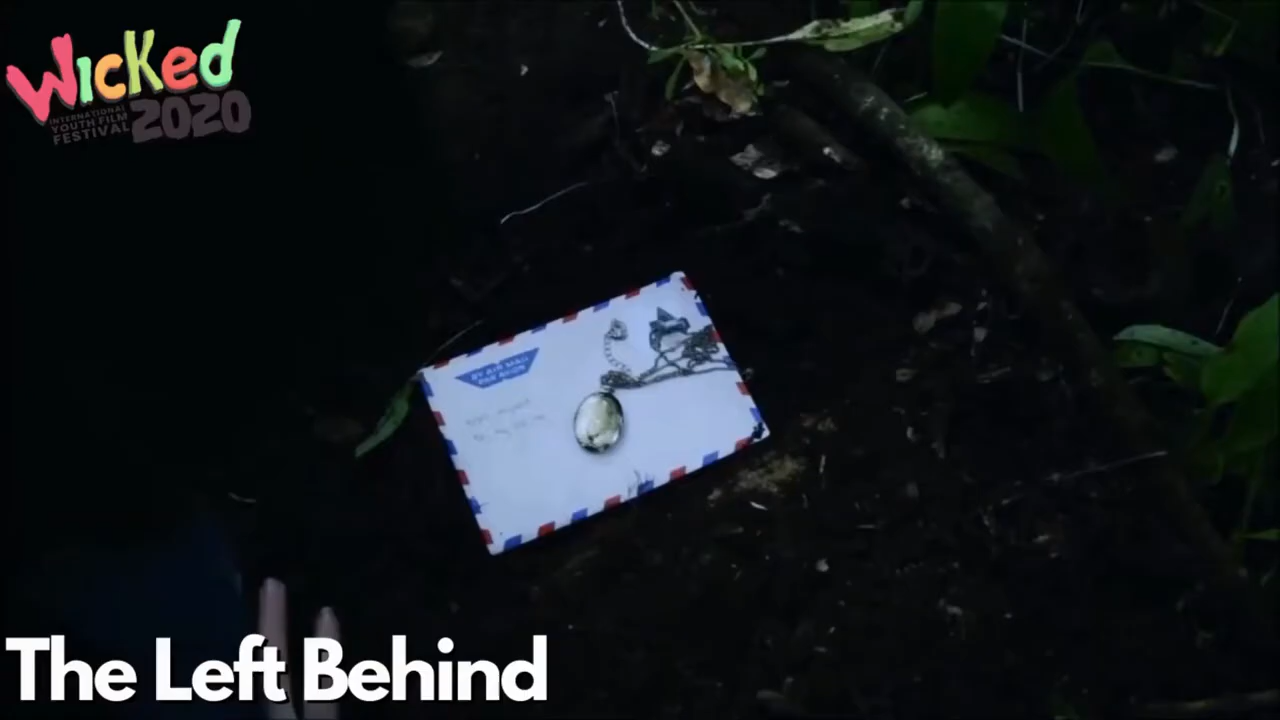 Wicked
INTERNATIONAL
YOUTH FILM
FESTIVAL 2020
BY AIR MAIL
PAR AVION
The Left Behind